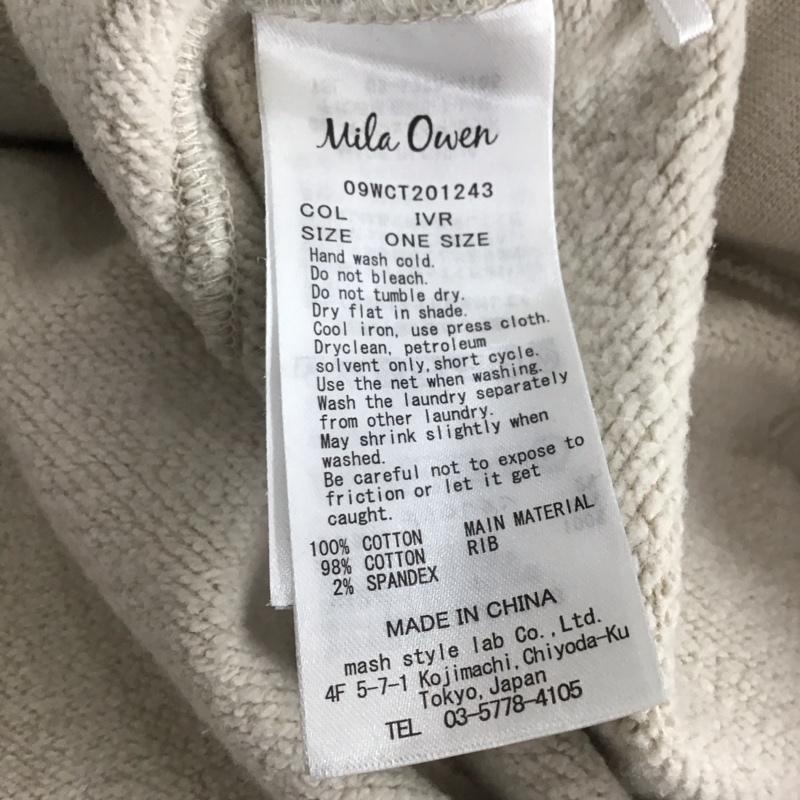 Mila Owen
09WCT201243
COL IVR
SIZE ONE SIZE
Hand wash cold.
Do not bleach.
Do not tumble dry.
Dry flat in shade.
Cool iron, use press cloth.
Dryclean, petroleum
solvent only, short cycle.
Use the net when washing.
Wash the laundry separately
from other laundry.
May shrink slightly when
washed.
Be careful not to expose to
friction or let it get
caught.
100% COTTON MAIN MATERIAL
98% COTTON RIB
2% SPANDEX
MADE IN CHINA
mash style lab Co.,Ltd.
4F 5-7-1 Kojimachi,Chiyoda-Ku
Tokyo,Japan
TEL 03-5778-4105